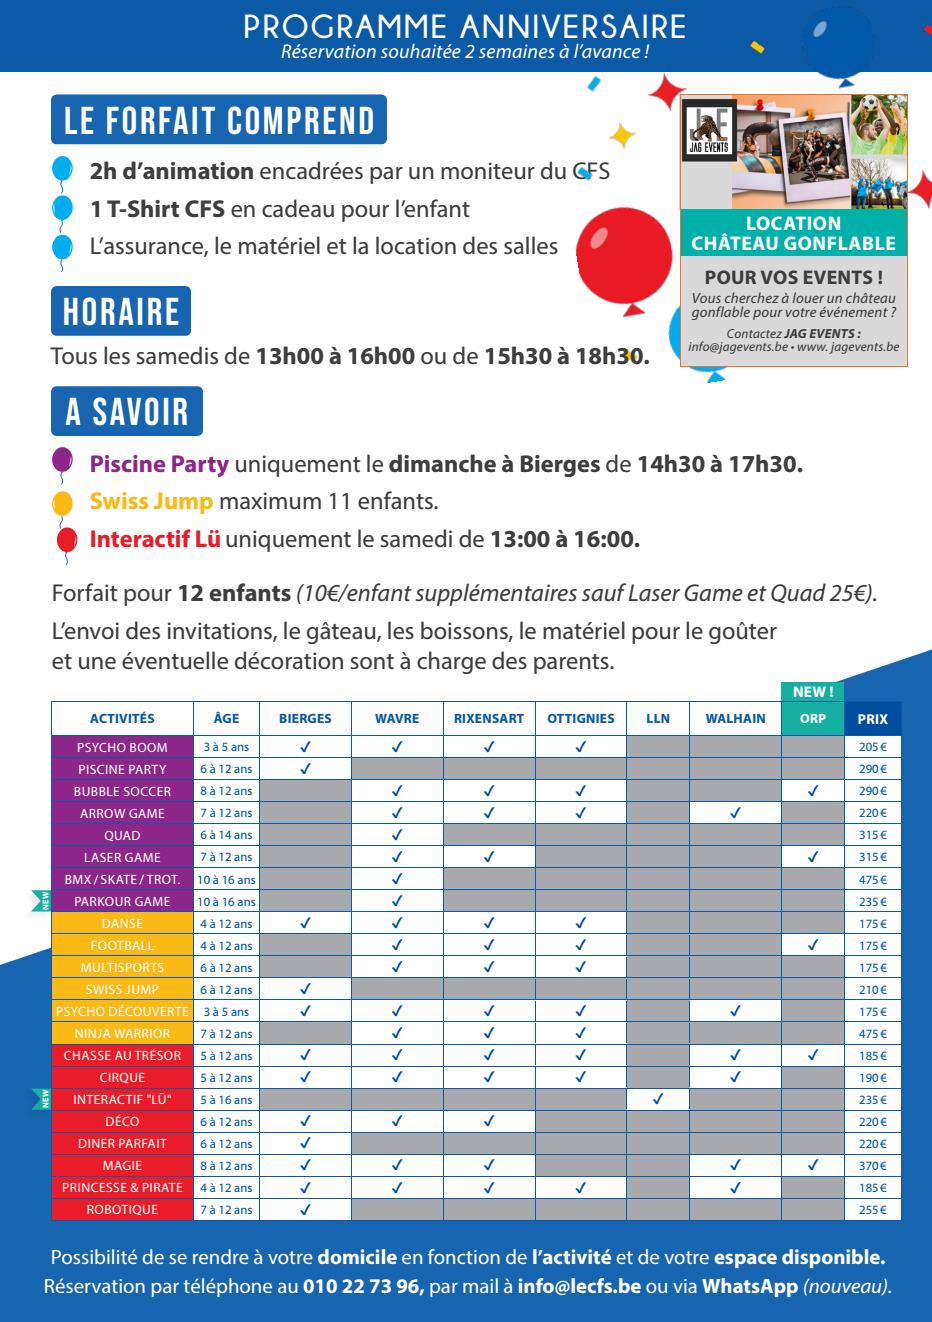 PROGRAMME ANNIVERSAIRE
Réservation souhaitée 2 semaines à l'avance !
LE FORFAIT COMPREND
2h d'animation encadrées par un moniteur du CFS
1 T-Shirt CFS en cadeau pour l'enfant
L'assurance, le matériel et la location des salles
JAG EVENTS
LOCATION
CHÂTEAU GONFLABLE
POUR VOS EVENTS !
Vous cherchez à louer un château
gonflable pour votre événement ?
Contactez JAG EVENTS :
info@jagevents.be • www. jagevents.be
HORAIRE
Tous les samedis de 13h00 à 16h00 ou de 15h30 à 18h30.
A SAVOIR
Piscine Party uniquement le dimanche à Bierges de 14h30 à 17h30.
Swiss Jump maximum 11 enfants.
Interactif Lü uniquement le samedi de 13:00 à 16:00.
Forfait pour 12 enfants (10€/enfant supplémentaires sauf Laser Game et Quad 25€).
L'envoi des invitations, le gâteau, les boissons, le matériel pour le goûter
et une éventuelle décoration sont à charge des parents.
NEW !
ACTIVITÉS ÂGE BIERGES WAVRE RIXENSART OTTIGNIES LLN WALHAIN ORP PRIX
PSYCHO BOOM 3 à 5 ans ✓ ✓ ✓ ✓ 205 €
PISCINE PARTY 6 à 12 ans ✓ 290 €
BUBBLE SOCCER 8 à 12 ans ✓ ✓ ✓ ✓ 290 €
ARROW GAME 7 à 12 ans ✓ ✓ ✓ ✓ 220 €
QUAD 6 à 14 ans ✓ 315 €
LASER GAME 7 à 12 ans ✓ ✓ ✓ 315 €
BMX / SKATE / TROT. 10 à 16 ans ✓ 475 €
NEW PARKOUR GAME 10 à 16 ans ✓ 235 €
DANSE 4 à 12 ans ✓ ✓ ✓ ✓ 175 €
FOOTBALL 4 à 12 ans ✓ ✓ ✓ ✓ 175 €
MULTISPORTS 6 à 12 ans ✓ ✓ ✓ 175 €
SWISS JUMP 6 à 12 ans ✓ 210 €
PSYCHO DÉCOUVERTE 3 à 5 ans ✓ ✓ ✓ ✓ ✓ 175 €
NINJA WARRIOR 7 à 12 ans ✓ ✓ ✓ 475 €
CHASSE AU TRÉSOR 5 à 12 ans ✓ ✓ ✓ ✓ ✓ ✓ 185 €
CIRQUE 5 à 12 ans ✓ ✓ ✓ ✓ ✓ 190 €
NEW INTERACTIF "LÜ" 5 à 16 ans ✓ 235 €
DÉCO 6 à 12 ans ✓ ✓ ✓ 220 €
DINER PARFAIT 6 à 12 ans ✓ 220 €
MAGIE 8 à 12 ans ✓ ✓ ✓ ✓ ✓ 370 €
PRINCESSE & PIRATE 4 à 12 ans ✓ ✓ ✓ ✓ ✓ 185 €
ROBOTIQUE 7 à 12 ans ✓ 255 €
Possibilité de se rendre à votre domicile en fonction de l'activité et de votre espace disponible.
Réservation par téléphone au 010 22 73 96, par mail à info@lecfs.be ou via WhatsApp (nouveau).